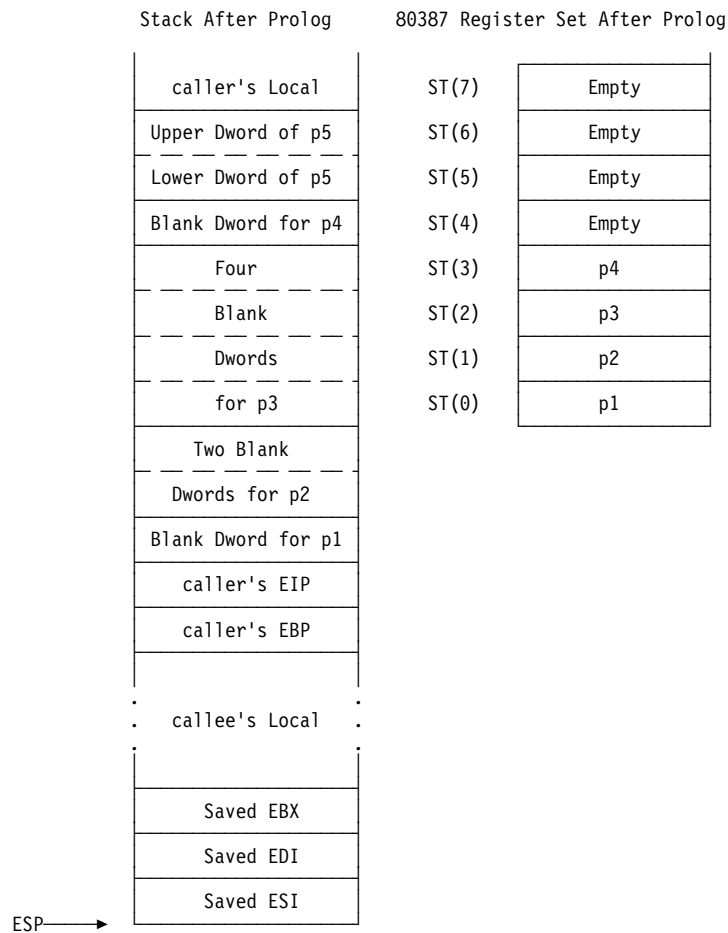 Stack After Prolog 80387 Register Set After Prolog
caller's Local ST(7) Empty
Upper Dword of p5 ST(6) Empty
Lower Dword of p5 ST(5) Empty
Blank Dword for p4 ST(4) Empty
Four ST(3) p4
Blank ST(2) p3
Dwords ST(1) p2
for p3 ST(0) p1
Two Blank
Dwords for p2
Blank Dword for p1
caller's EIP
caller's EBP
callee's Local
Saved EBX
Saved EDI
Saved ESI
ESP